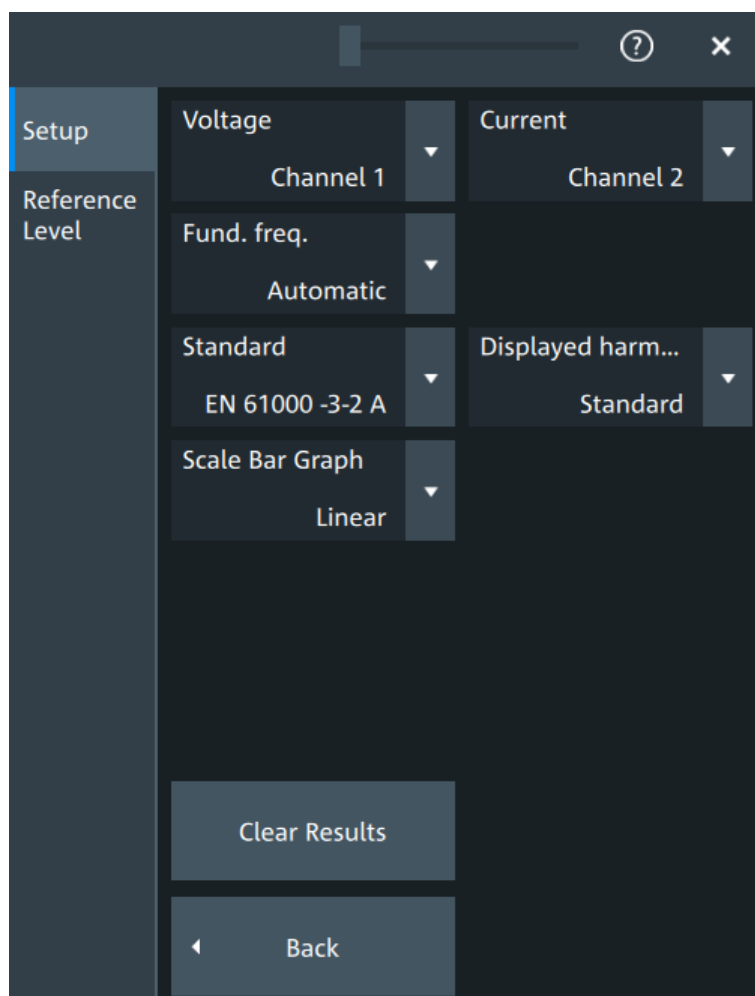 Setup
Reference
Level
Voltage
Channel 1
Current
Channel 2
Fund. freq.
Automatic
Standard
EN 61000 -3-2 A
Displayed harm...
Standard
Scale Bar Graph
Linear
Clear Results
Back